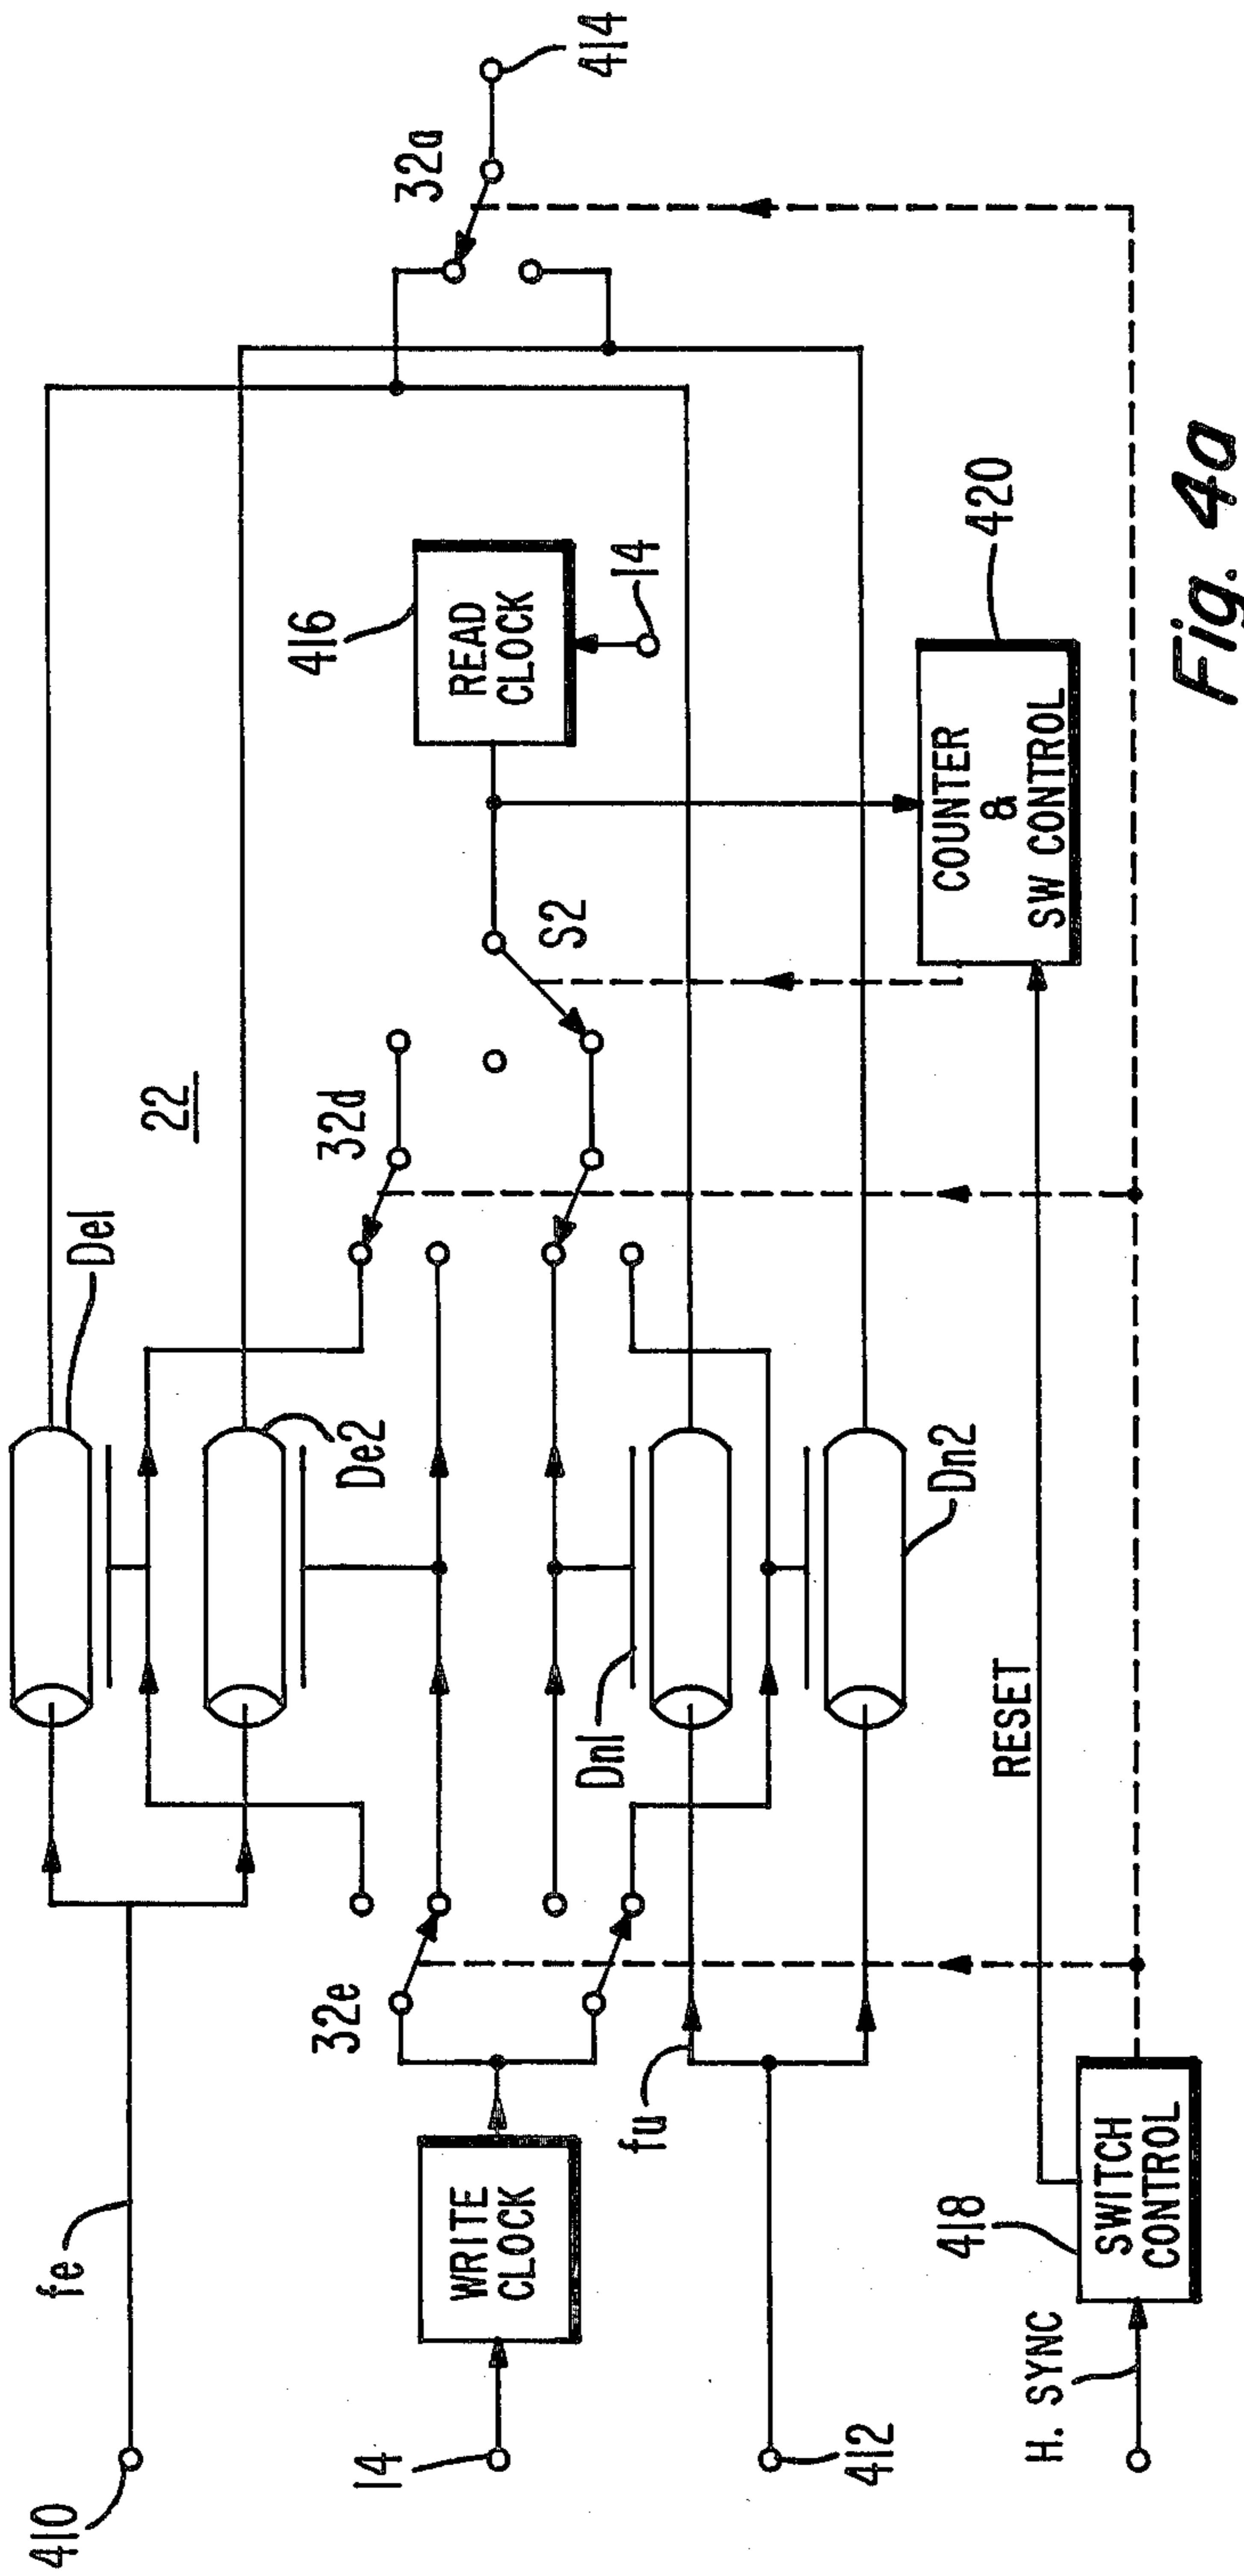 410
fe
14
WRITE
CLOCK
32e
412
fu
H. SYNC
418
SWITCH
CONTROL
RESET
De1
De2
Dn1
Dn2
22
32d
S2
416
READ
CLOCK
14
COUNTER
&
SW CONTROL
420
32a
414
Fig. 4a